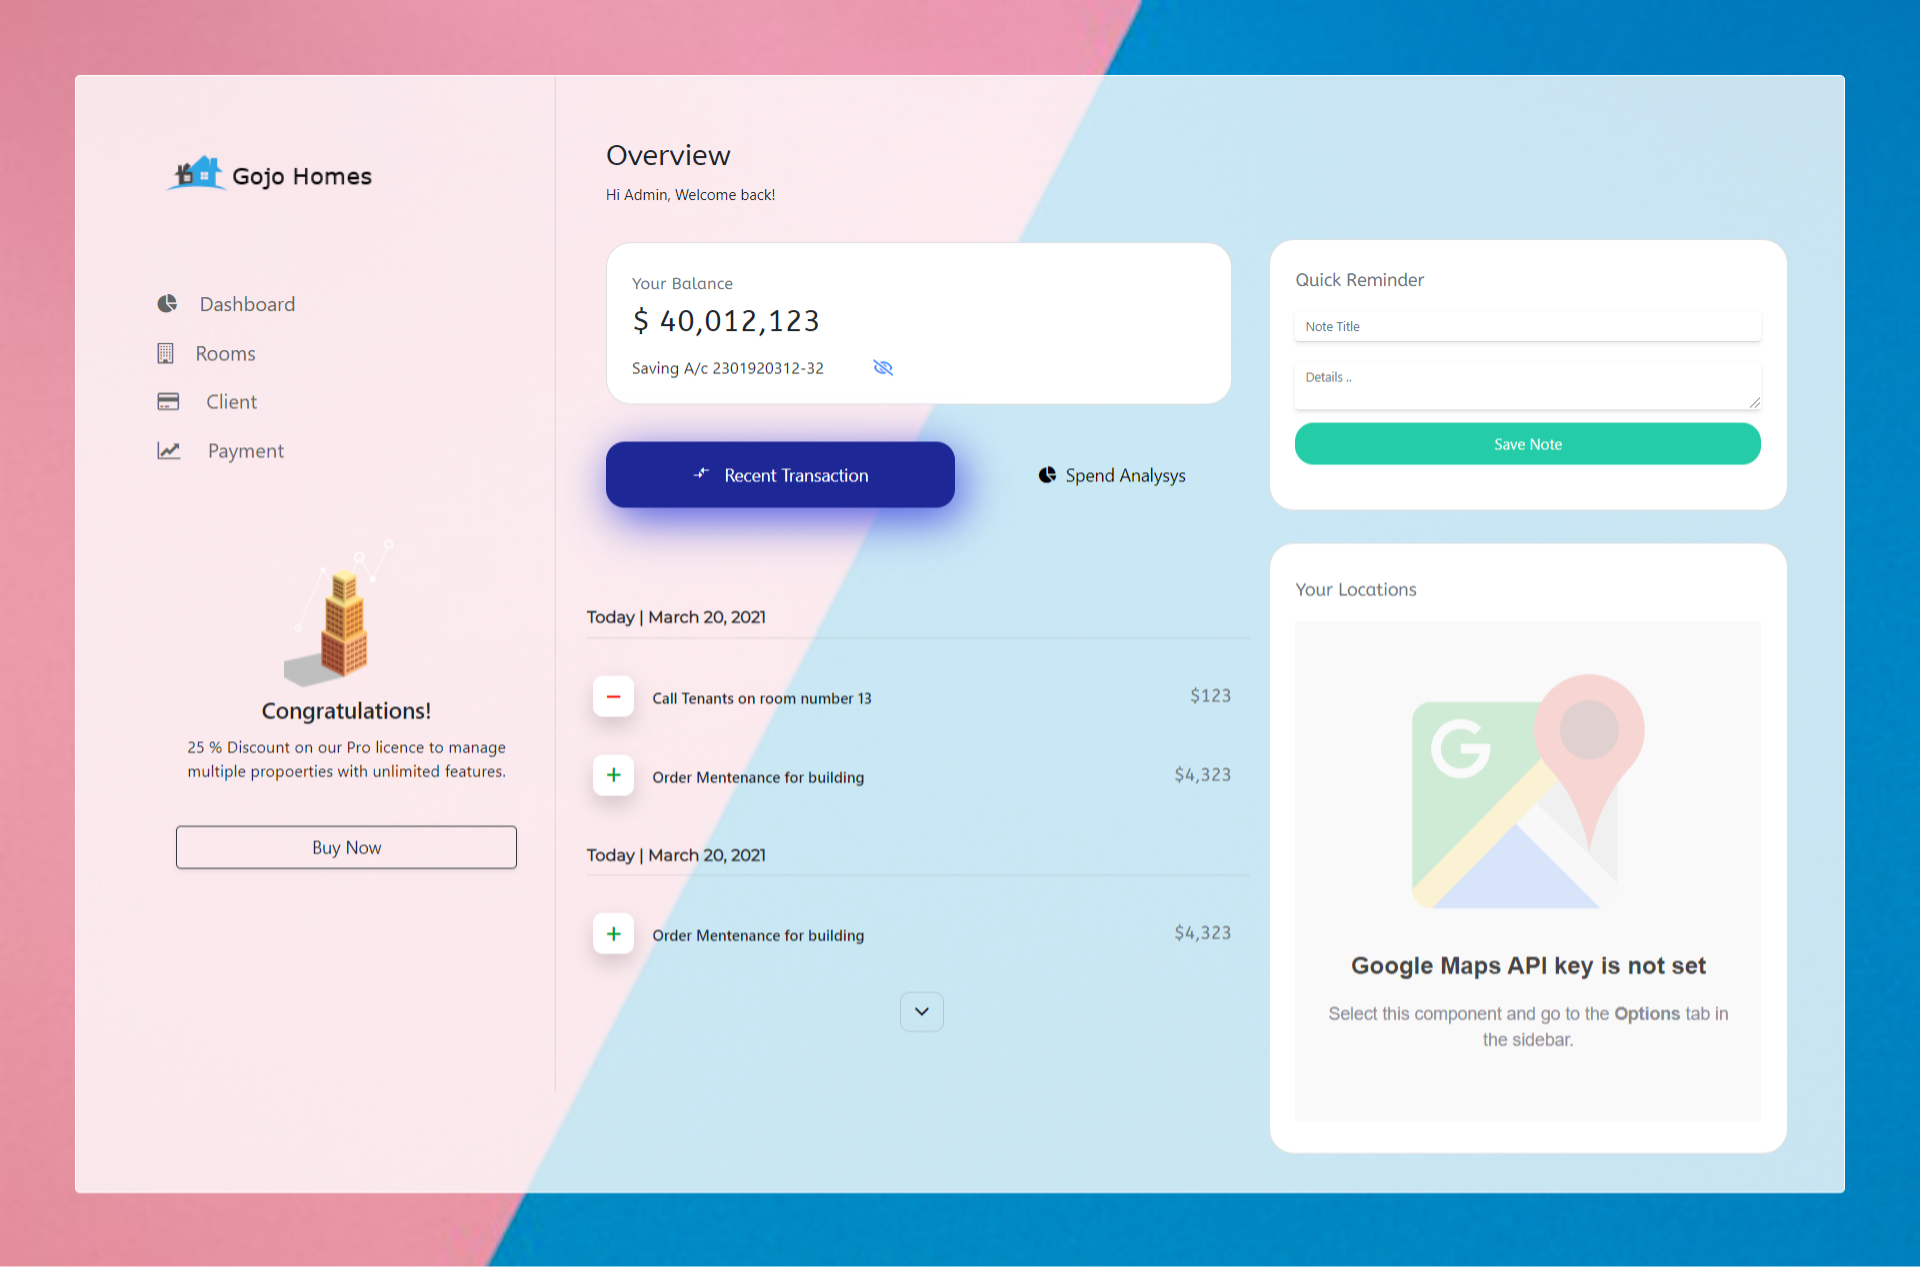 Gojo Homes
Dashboard
Rooms
Client
Payment
Congratulations!
25 % Discount on our Pro licence to manage
multiple propoerties with unlimited features.
Buy Now
Overview
Hi Admin, Welcome back!
Your Balance
$ 40,012,123
Saving A/c 2301920312-32
Recent Transaction
Spend Analysys
Today | March 20, 2021
Call Tenants on room number 13
$123
Order Mentenance for building
$4,323
Today | March 20, 2021
Order Mentenance for building
$4,323
Quick Reminder
Note Title
Details ..
Save Note
Your Locations
G
Google Maps API key is not set
Select this component and go to the Options tab in
the sidebar.